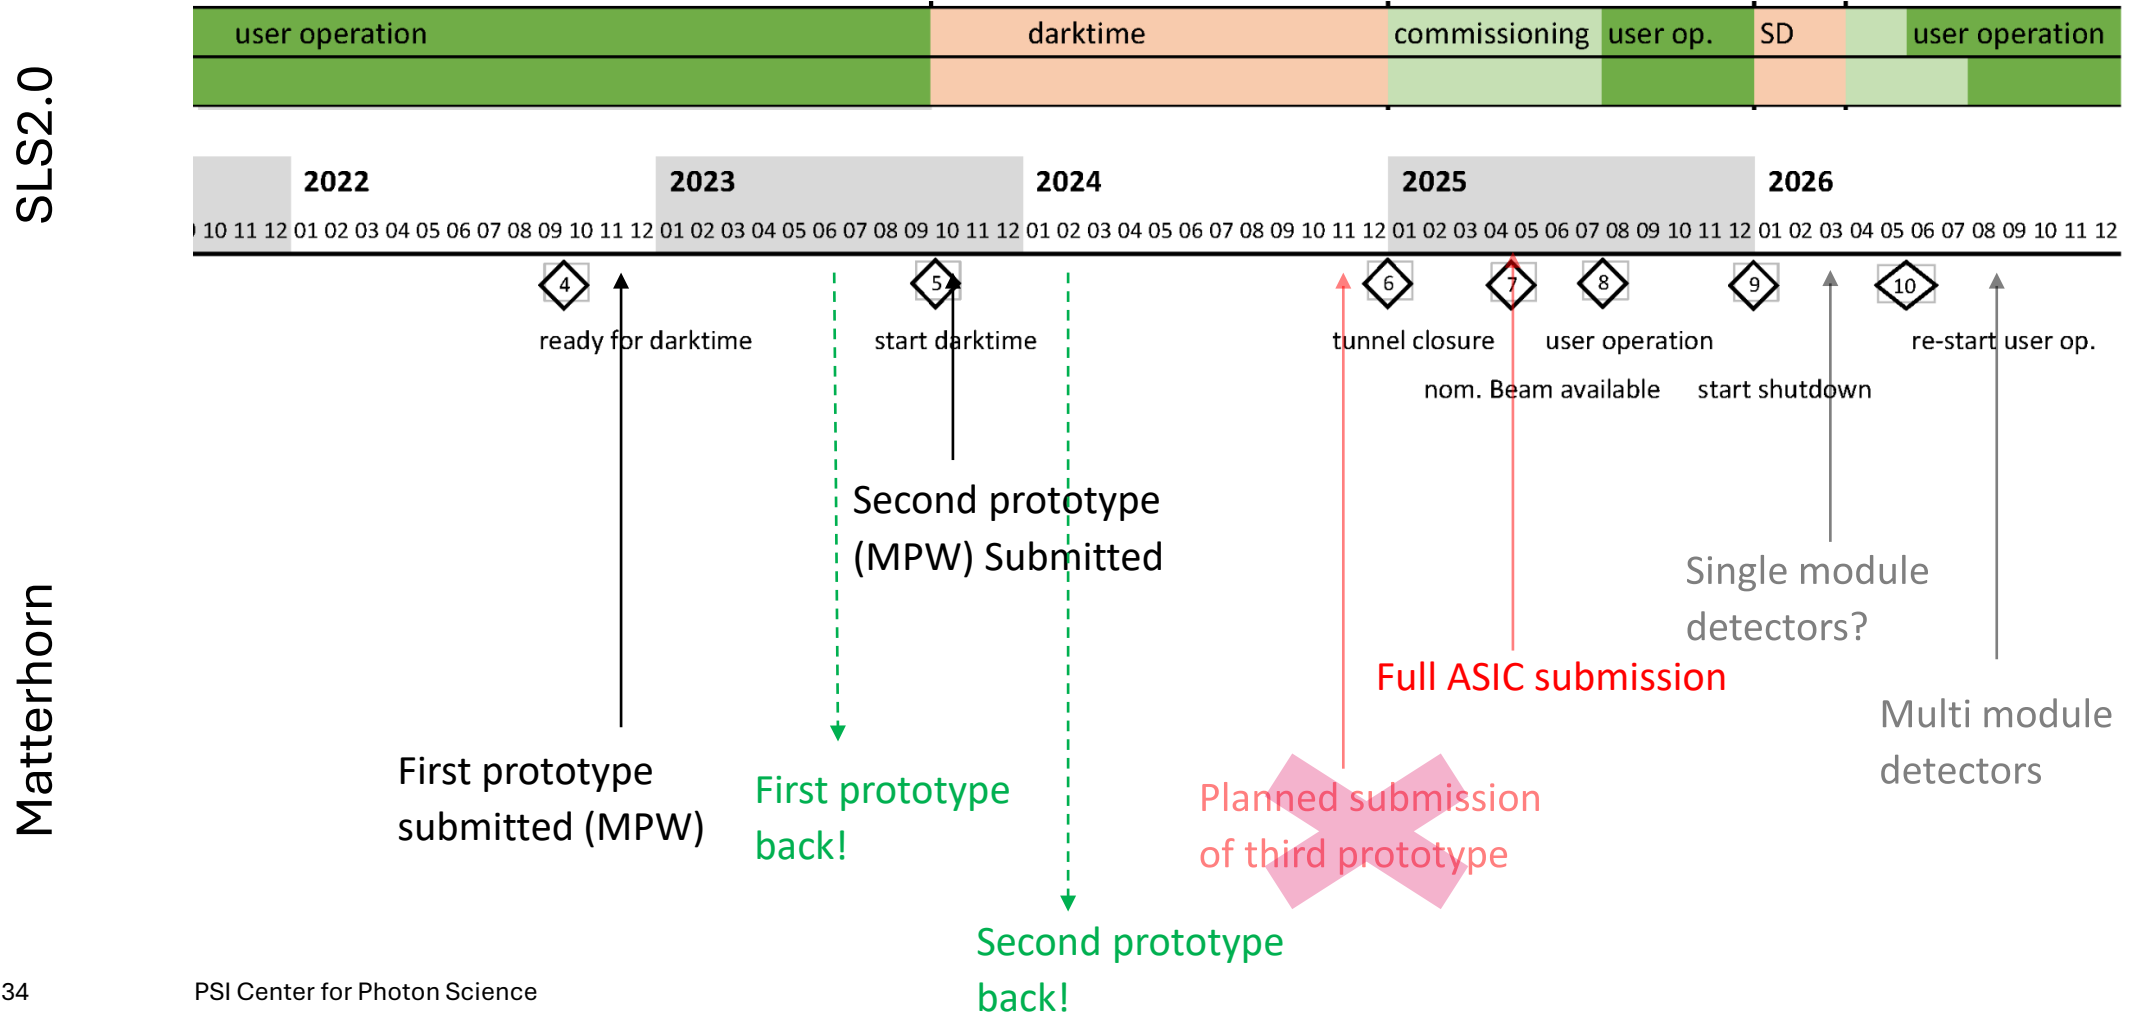 SLS2.0
user operation darktime commissioning user op. SD user operation
2022 2023 2024 2025 2026
10 11 12 01 02 03 04 05 06 07 08 09 10 11 12 01 02 03 04 05 06 07 08 09 10 11 12 01 02 03 04 05 06 07 08 09 10 11 12 01 02 03 04 05 06 07 08 09 10 11 12 01 02 03 04 05 06 07 08 09 10 11 12
4 5 6 7 8 9 10
ready for darktime start darktime tunnel closure user operation re-start user op.
nom. Beam available start shutdown
Matterhorn
Second prototype
(MPW) Submitted
Single module
detectors?
Full ASIC submission
Multi module
detectors
First prototype
submitted (MPW)
First prototype
back!
Planned submission
of third prototype
Second prototype
back!
34 PSI Center for Photon Science